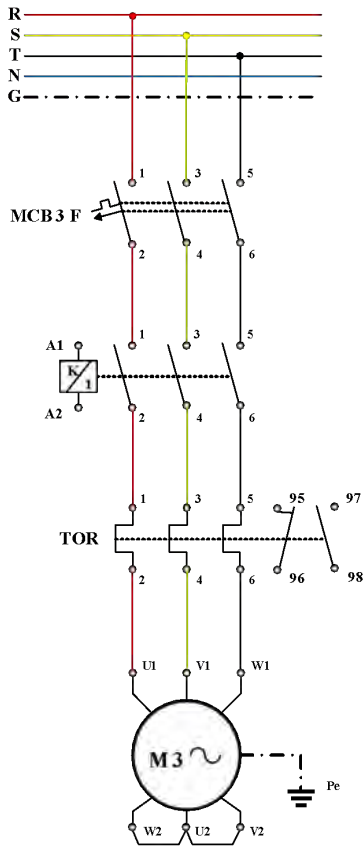 R
S
T
N
G
1 3 5
MCB 3 F
2 4 6
A1 1 3 5
K/1
A2 2 4 6
1 3 5 95 97
TOR
2 4 6 96 98
U1 V1 W1
M 3
Pe
W2 U2 V2